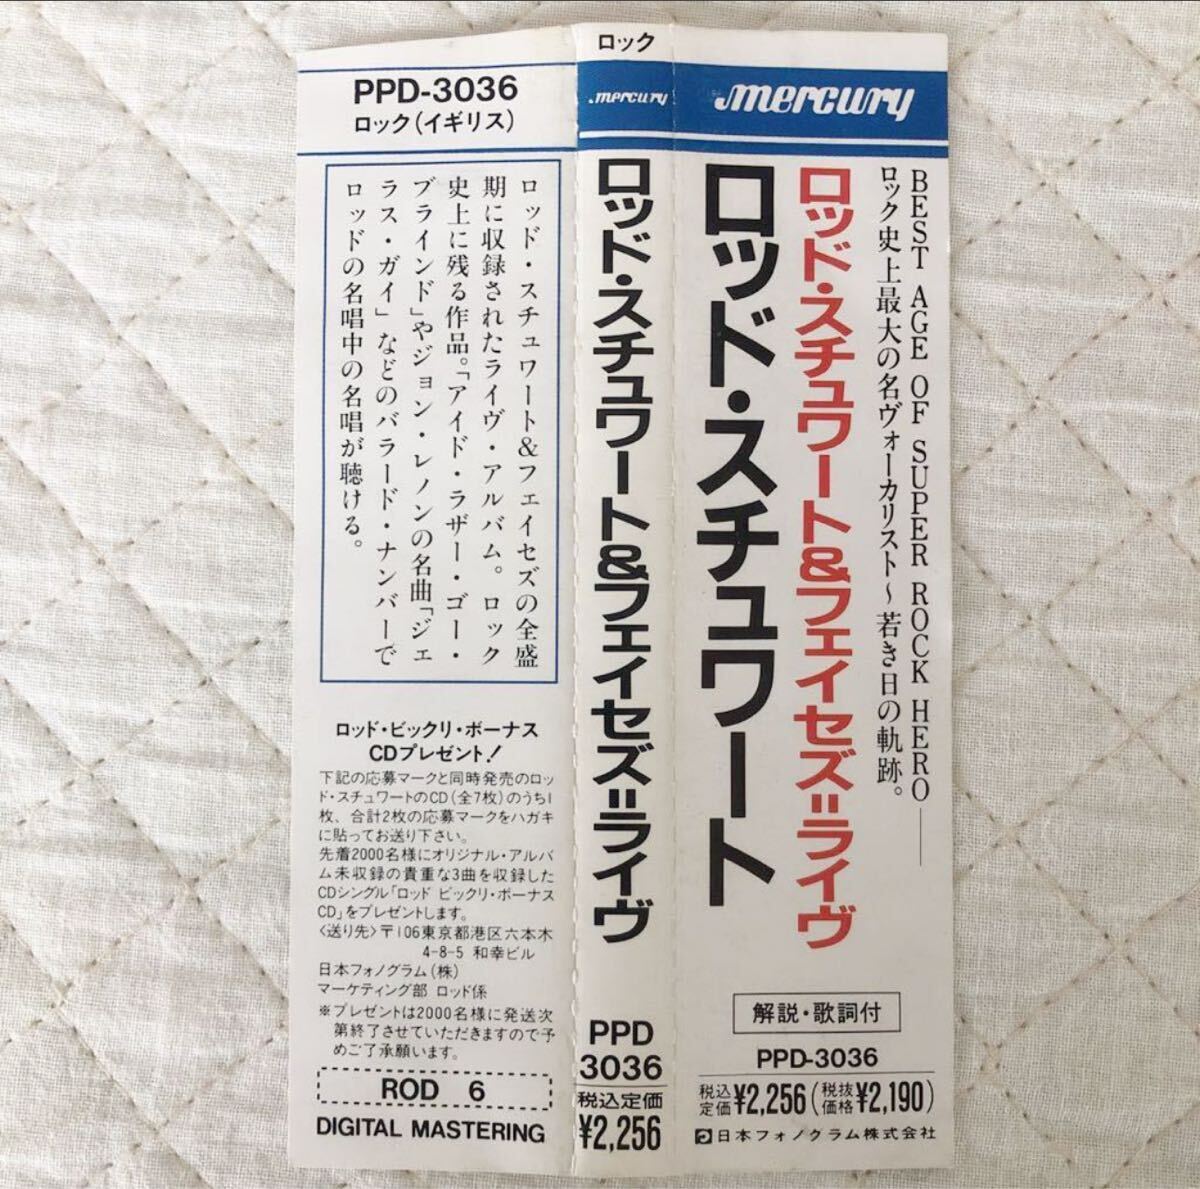 PPD-3036
ロック(イギリス)
ロッド・スチュワート&フェイセズの全盛
期に収録されたライヴ・アルバム。ロック
史上に残る作品。「アイド・ラザー・ゴー・
ブラインド」やジョン・レノンの名曲「ジェ
ラス・ガイ」などのバラード・ナンバーで
ロッドの名唱中の名唱が聴ける。
ロッド・ビックリ・ボーナス
CDプレゼント!
下記の応募マークと同時発売のロッ
ド・スチュワートのCD(全7枚)のうち1
枚、合計2枚の応募マークをハガキ
に貼ってお送り下さい。
先着2000名様にオリジナル・アルバ
ム未収録の貴重な3曲を収録した
CDシングル「ロッド ビックリ・ボーナス
CD」をプレゼントします。
〈送り先〉〒106東京都港区六本木
4-8-5 和幸ビル
日本フォノグラム(株)
マーケティング部 ロッド係
※プレゼントは2000名様に発送次
第終了させていただきますので予
めご了承願います。
ROD 6
DIGITAL MASTERING
ロック
mercury
ロッド・スチュワート&フェイセズ=ライヴ
PPD
3036
税込定価
¥2,256
mercury
BEST AGE OF SUPER ROCK HERO——
ロック史上最大の名ヴォーカリスト〜若き日の軌跡。
ロッド・スチュワート&フェイセズ=ライヴ
ロッド・スチュワート
解説・歌詞付
PPD-3036
税込定価¥2,256(税抜価格¥2,190)
日本フォノグラム株式会社